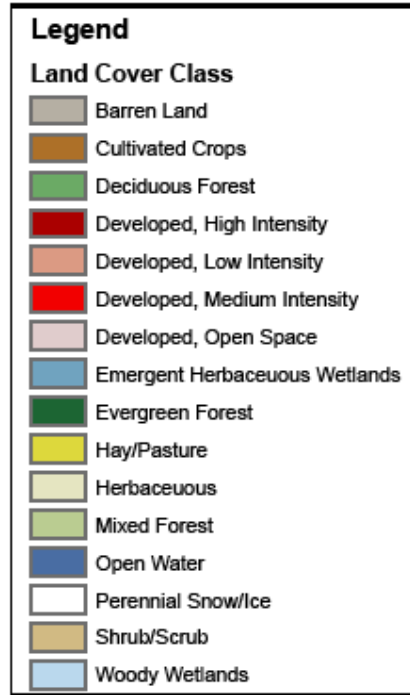 Legend
Land Cover Class
Barren Land
Cultivated Crops
Deciduous Forest
Developed, High Intensity
Developed, Low Intensity
Developed, Medium Intensity
Developed, Open Space
Emergent Herbaceuous Wetlands
Evergreen Forest
Hay/Pasture
Herbaceuous
Mixed Forest
Open Water
Perennial Snow/Ice
Shrub/Scrub
Woody Wetlands